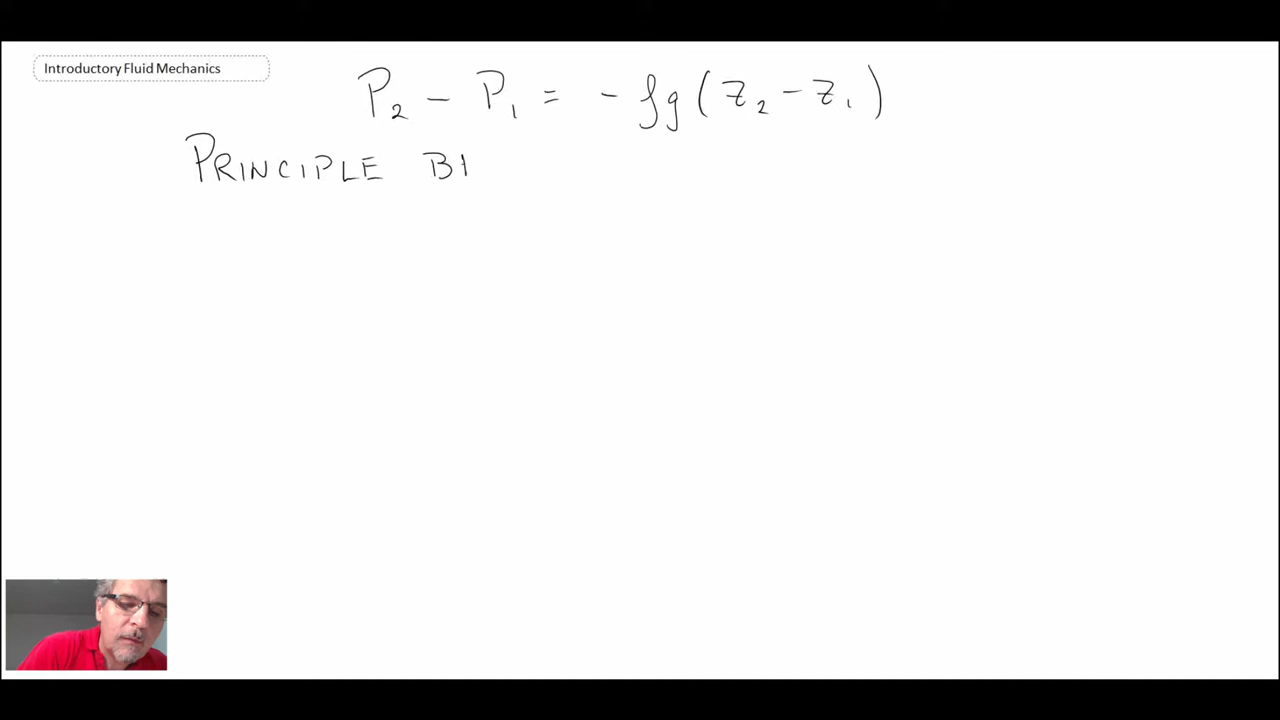 Introductory Fluid Mechanics
P₂ - P₁ = - ρg(z₂ - z₁)
PRINCIPLE